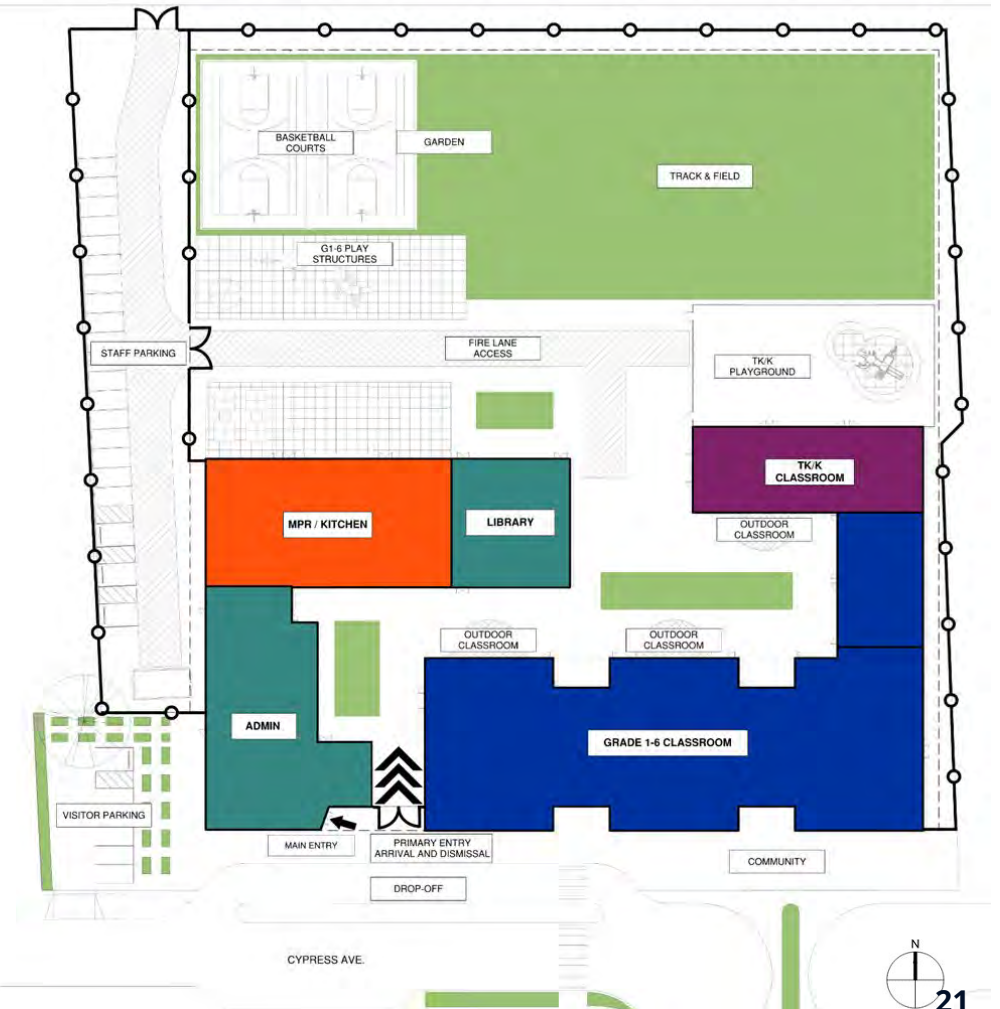 BASKETBALL
COURTS
GARDEN
TRACK & FIELD
G1-6 PLAY
STRUCTURES
STAFF PARKING
FIRE LANE
ACCESS
TK/K
PLAYGROUND
TK/K
CLASSROOM
MPR / KITCHEN
LIBRARY
OUTDOOR
CLASSROOM
OUTDOOR
CLASSROOM
OUTDOOR
CLASSROOM
ADMIN
GRADE 1-6 CLASSROOM
VISITOR PARKING
MAIN ENTRY
PRIMARY ENTRY
ARRIVAL AND DISMISSAL
COMMUNITY
DROP-OFF
CYPRESS AVE.
N
21